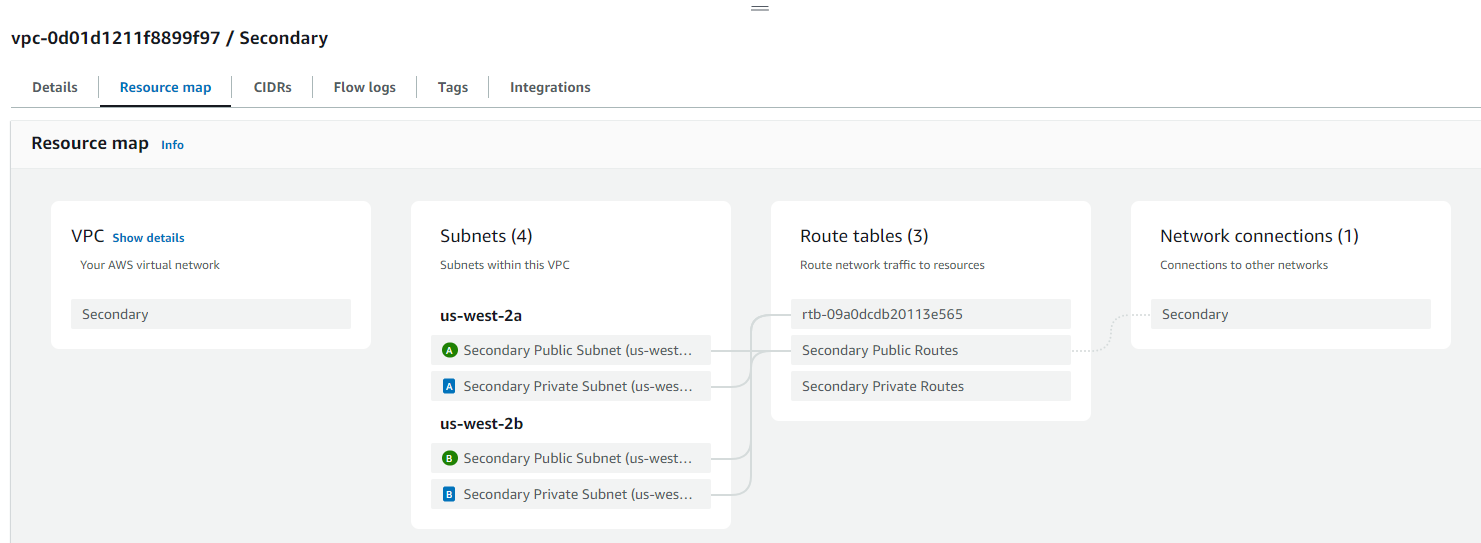 vpc-0d01d1211f8899f97 / Secondary
Details
Resource map
CIDRs
Flow logs
Tags
Integrations
Resource map Info
VPC Show details
Your AWS virtual network
Secondary
Subnets (4)
Subnets within this VPC
us-west-2a
A Secondary Public Subnet (us-west...
A Secondary Private Subnet (us-wes...
us-west-2b
B Secondary Public Subnet (us-west...
B Secondary Private Subnet (us-wes...
Route tables (3)
Route network traffic to resources
rtb-09a0dcdb20113e565
Secondary Public Routes
Secondary Private Routes
Network connections (1)
Connections to other networks
Secondary